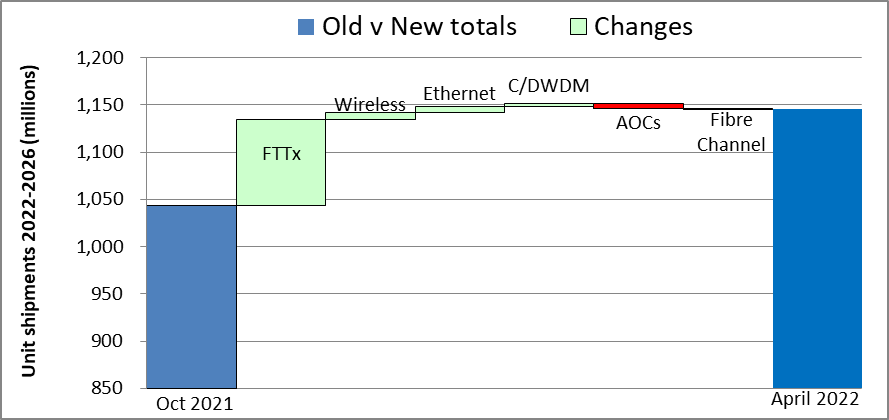 Old v New totals
Changes
Unit shipments 2022-2026 (millions)
1,200
1,150
1,100
1,050
1,000
950
900
850
FTTx
Wireless
Ethernet
C/DWDM
AOCs
Fibre
Channel
Oct 2021
April 2022